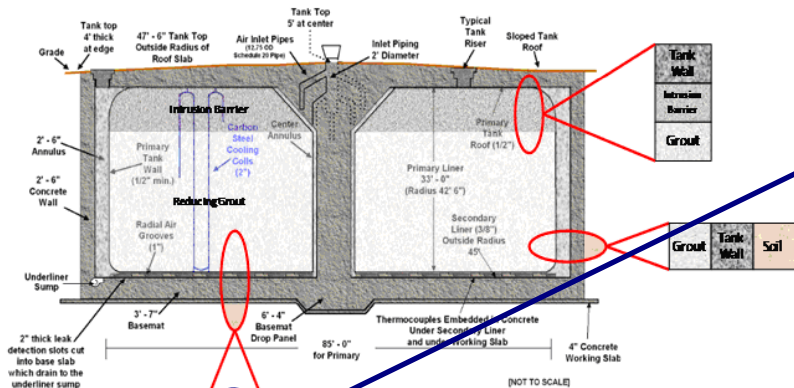 Tank top
4' thick
at edge
Grade
47' - 6" Tank Top
Outside Radius of
Roof Slab
Air Inlet Pipes
(12.75 OD
Schedule 20 Pipe)
Tank Top
5' at center
Inlet Piping
2' Diameter
Typical
Tank
Riser
Sloped Tank
Roof
Tank
Wall
Intrusion
Barrier
Grout
Intrusion Barrier
Carbon
Steel
Cooling
Coils
(2")
Center
Annulus
Primary
Tank
Roof (1/2")
2' - 6"
Annulus
Primary
Tank
Wall
(1/2" min.)
2' - 6"
Concrete
Wall
Reducing Grout
Primary Liner
33' - 0"
(Radius 42' 6")
Radial Air
Grooves
(1")
Secondary
Liner (3/8")
Outside Radius
45'
Grout
Tank
Wall
Soil
Underliner
Sump
3' - 7"
Basemat
6' - 4"
Basemat
Drop Panel
Thermocouples Embedded in Concrete
Under Secondary Liner
and under Working Slab
2" thick leak
detection slots cut
into base slab
which drain to the
underliner sump
85' - 0"
for Primary
4" Concrete
Working Slab
[NOT TO SCALE]